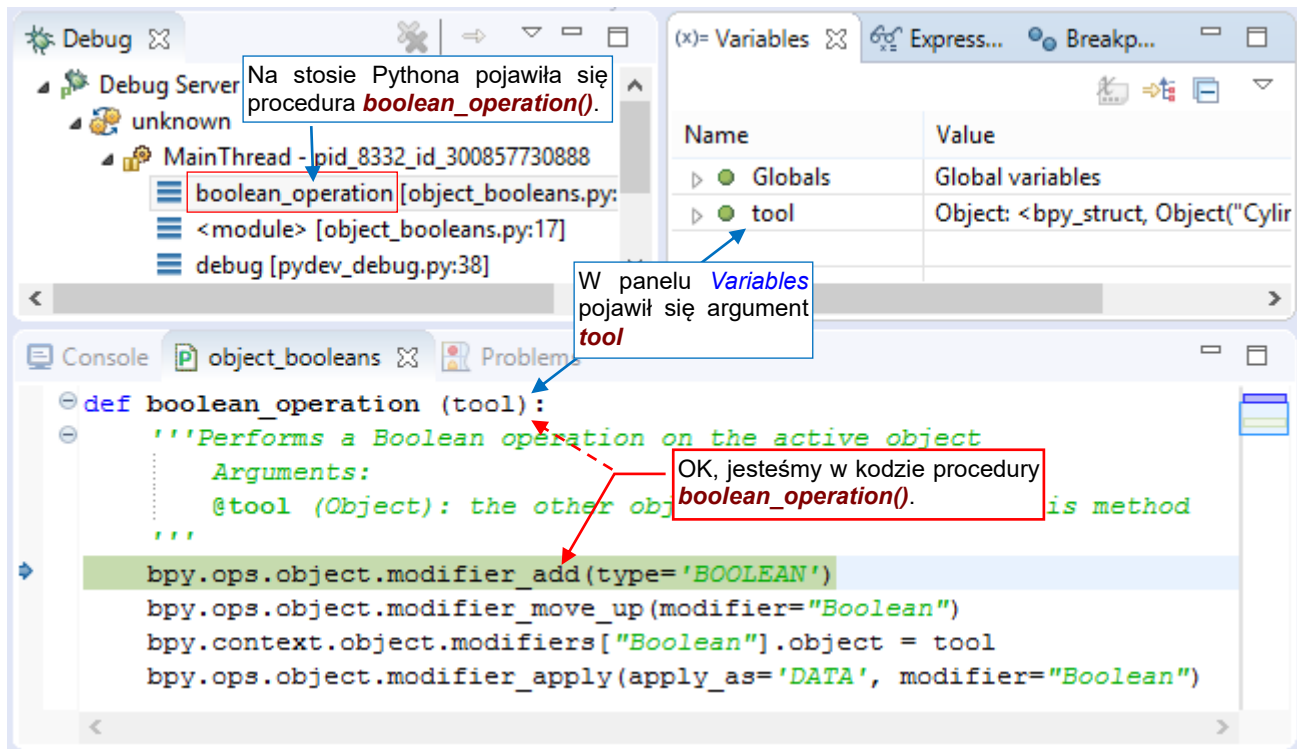 Debug
(x)= Variables
Express...
Breakp...
Debug Server
Na stosie Pythona pojawiła się
procedura boolean_operation().
unknown
MainThread - pid_8332_id_300857730888
boolean_operation [object_booleans.py:
<module> [object_booleans.py:17]
debug [pydev_debug.py:38]
Name Value
Globals Global variables
tool Object: <bpy_struct, Object("Cylir
W panelu Variables
pojawił się argument
tool
Console object_booleans Problems
def boolean_operation (tool):
'''Performs a Boolean operation on the active object
Arguments:
@tool (Object): the other obj is method
'''
OK, jesteśmy w kodzie procedury
boolean_operation().
bpy.ops.object.modifier_add(type='BOOLEAN')
bpy.ops.object.modifier_move_up(modifier="Boolean")
bpy.context.object.modifiers["Boolean"].object = tool
bpy.ops.object.modifier_apply(apply_as='DATA', modifier="Boolean")